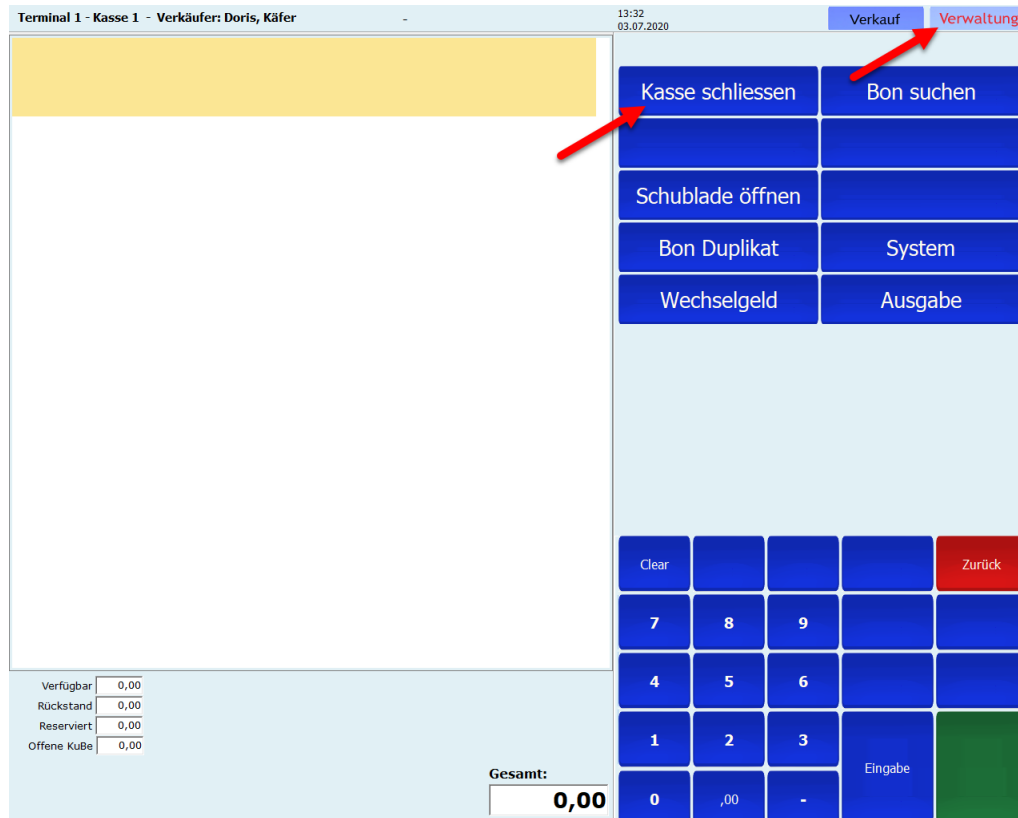 Terminal 1 - Kasse 1 - Verkäufer: Doris, Käfer -
13:32
03.07.2020
Verkauf
Verwaltung
Kasse schliessen
Bon suchen
Schublade öffnen
Bon Duplikat
System
Wechselgeld
Ausgabe
Clear
Zurück
7 8 9
4 5 6
1 2 3
Eingabe
0 ,00 -
Verfügbar 0,00
Rückstand 0,00
Reserviert 0,00
Offene KuBe 0,00
Gesamt:
0,00